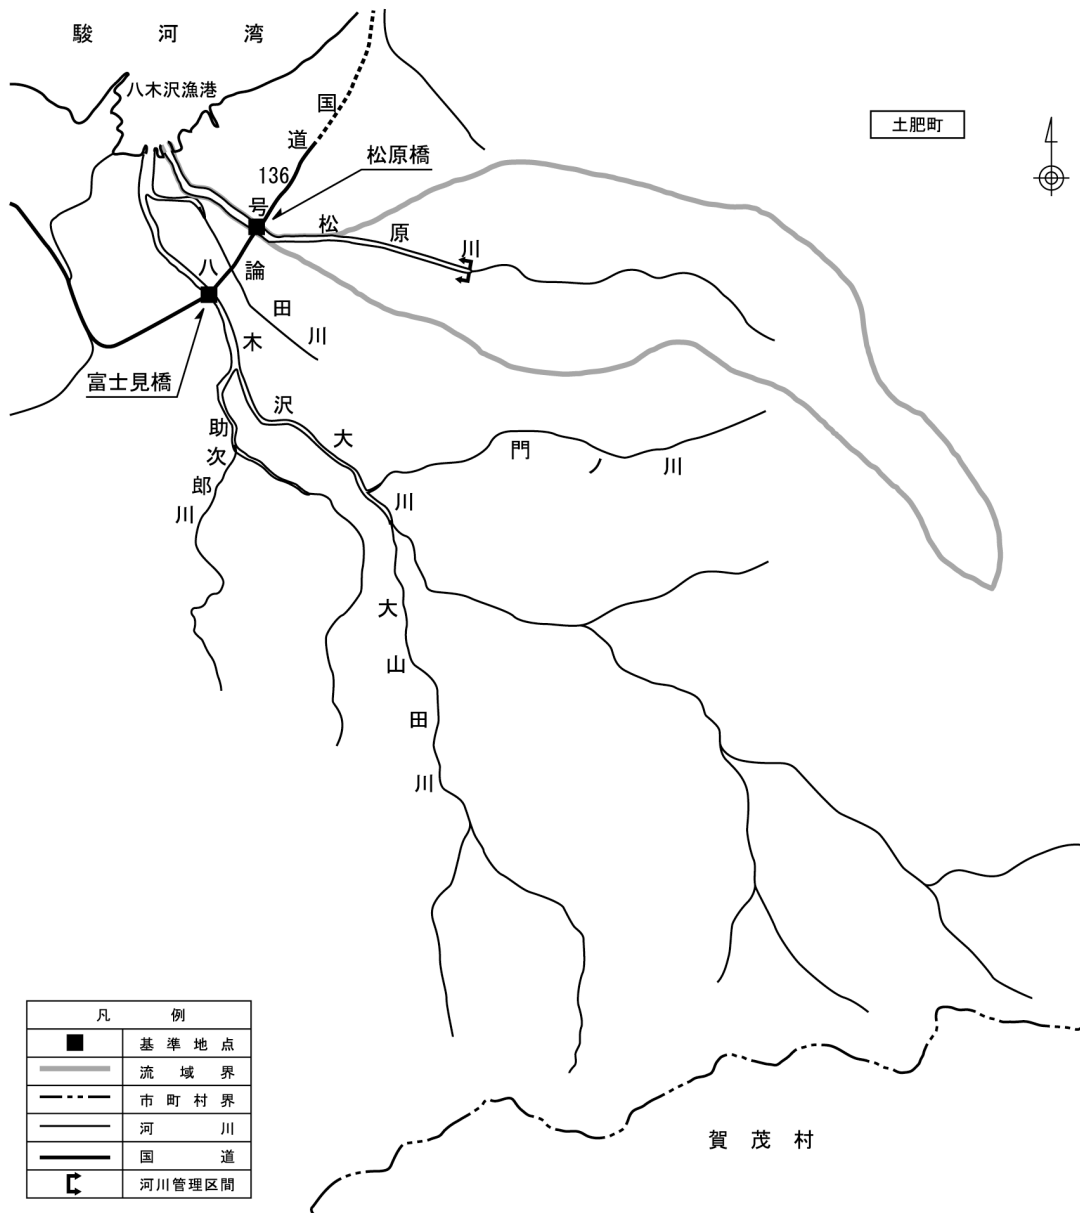 駿河湾
八木沢漁港
国道136号
松原橋
土肥町
松原川
論田川
八木沢大川
富士見橋
助次郎川
門ノ川
大山田川
賀茂村
凡例
基準地点
流域界
市町村界
河川
国道
河川管理区間